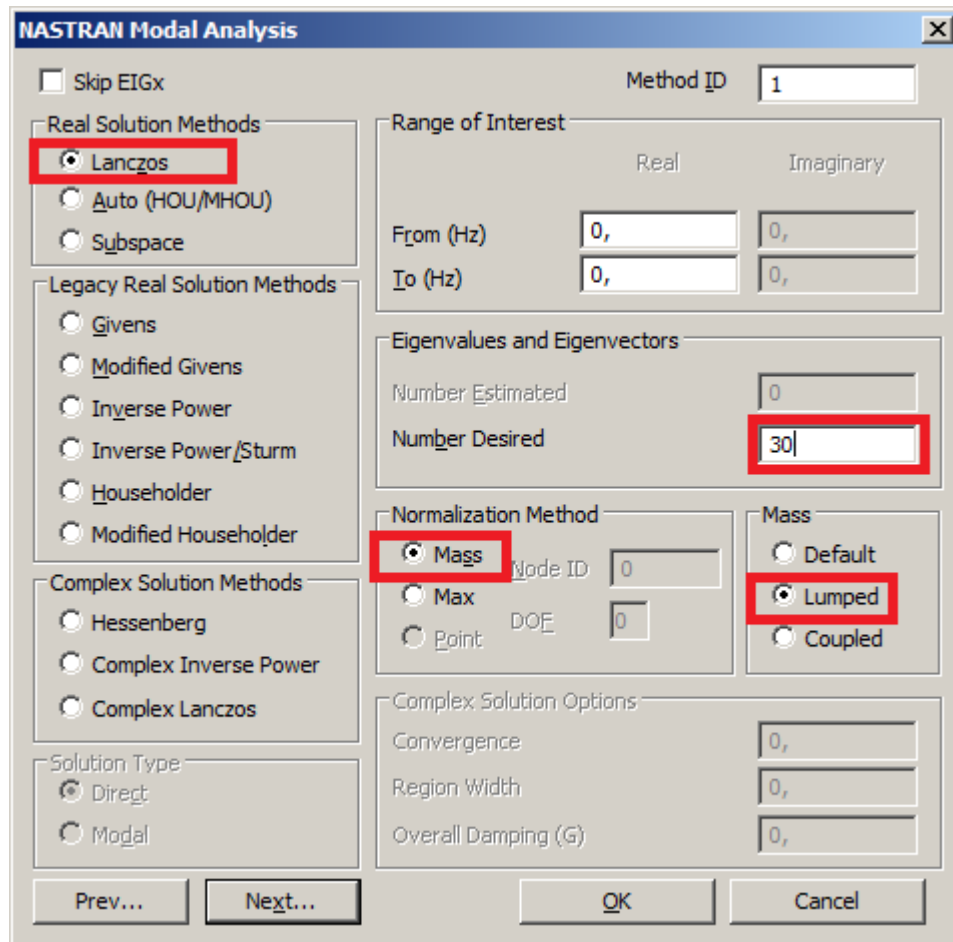 NASTRAN Modal Analysis
Skip EIGx
Method ID 1
Real Solution Methods
Lanczos
Auto (HOU/MHOU)
Subspace
Legacy Real Solution Methods
Givens
Modified Givens
Inverse Power
Inverse Power/Sturm
Householder
Modified Householder
Complex Solution Methods
Hessenberg
Complex Inverse Power
Complex Lanczos
Solution Type
Direct
Modal
Range of Interest
Real Imaginary
From (Hz) 0, 0,
To (Hz) 0, 0,
Eigenvalues and Eigenvectors
Number Estimated 0
Number Desired 30
Normalization Method
Mass
Max
Point
Node ID 0
DOF 0
Mass
Default
Lumped
Coupled
Complex Solution Options
Convergence 0,
Region Width 0,
Overall Damping (G) 0,
Prev... Next... OK Cancel